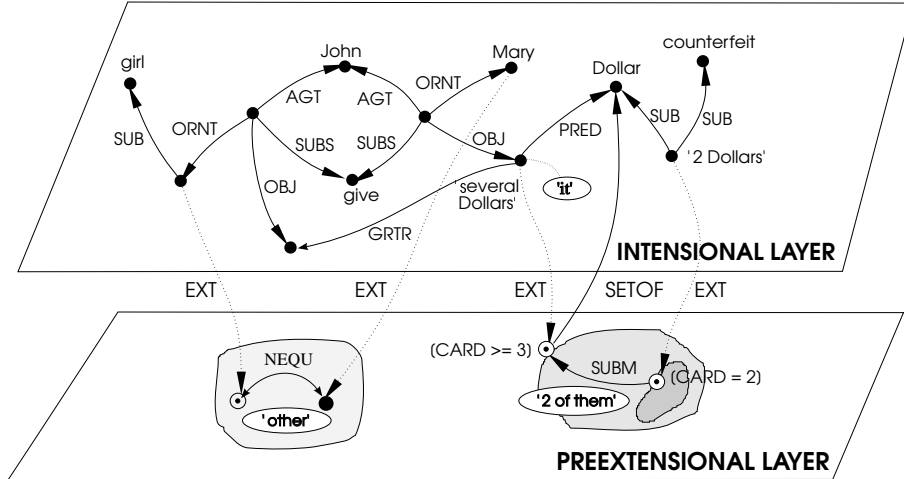 girl
John
Mary
Dollar
counterfeit
SUB
ORNT
AGT
AGT
ORNT
SUBS
SUBS
OBJ
PRED
SUB
SUB
'2 Dollars'
OBJ
give
'several
Dollars'
'it'
GRTR
INTENSIONAL LAYER
EXT
EXT
EXT
SETOF
EXT
(CARD >= 3)
NEQU
SUBM
(CARD = 2)
'other'
'2 of them'
PREEXTENSIONAL LAYER